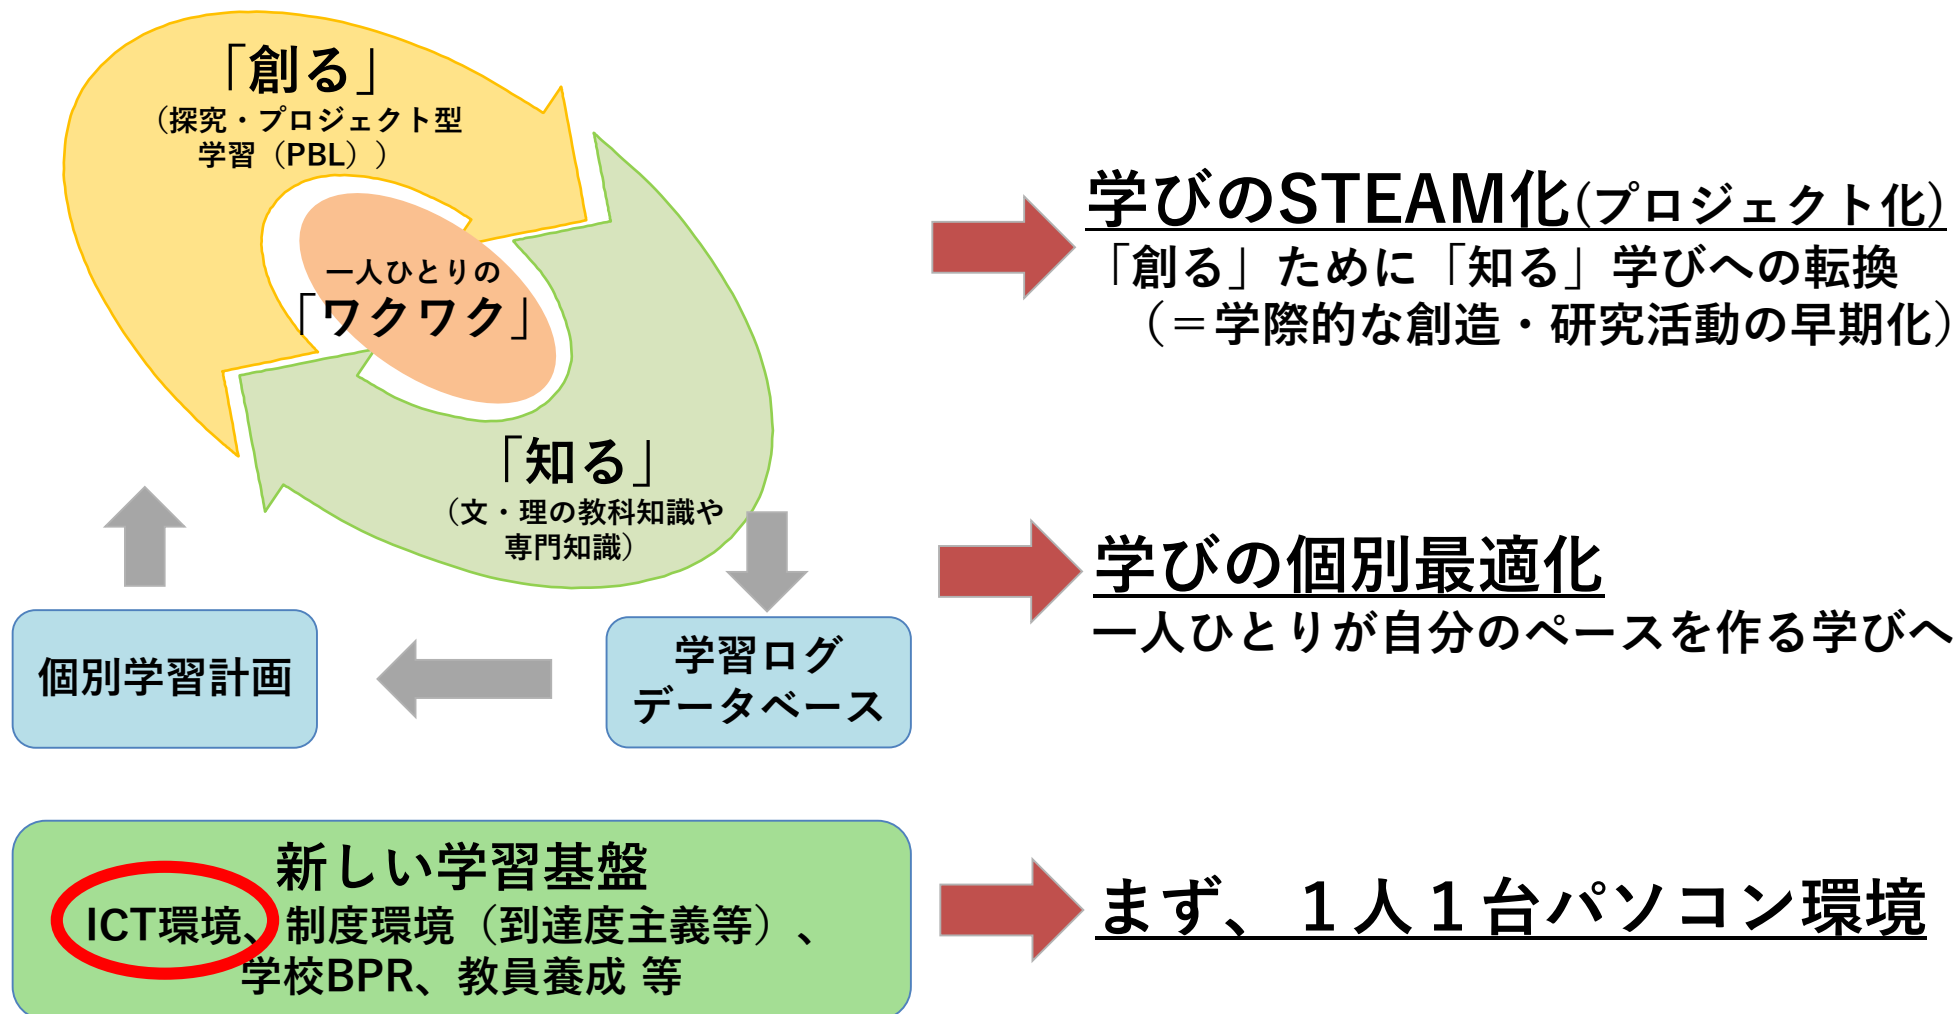 「創る」
（探究・プロジェクト型
学習（PBL））
一人ひとりの
「ワクワク」
「知る」
（文・理の教科知識や
専門知識）
個別学習計画
学習ログ
データベース
新しい学習基盤
ICT環境、制度環境（到達度主義等）、
学校BPR、教員養成 等
学びのSTEAM化(プロジェクト化)
「創る」ために「知る」学びへの転換
（＝学際的な創造・研究活動の早期化）
学びの個別最適化
一人ひとりが自分のペースを作る学びへ
まず、１人１台パソコン環境